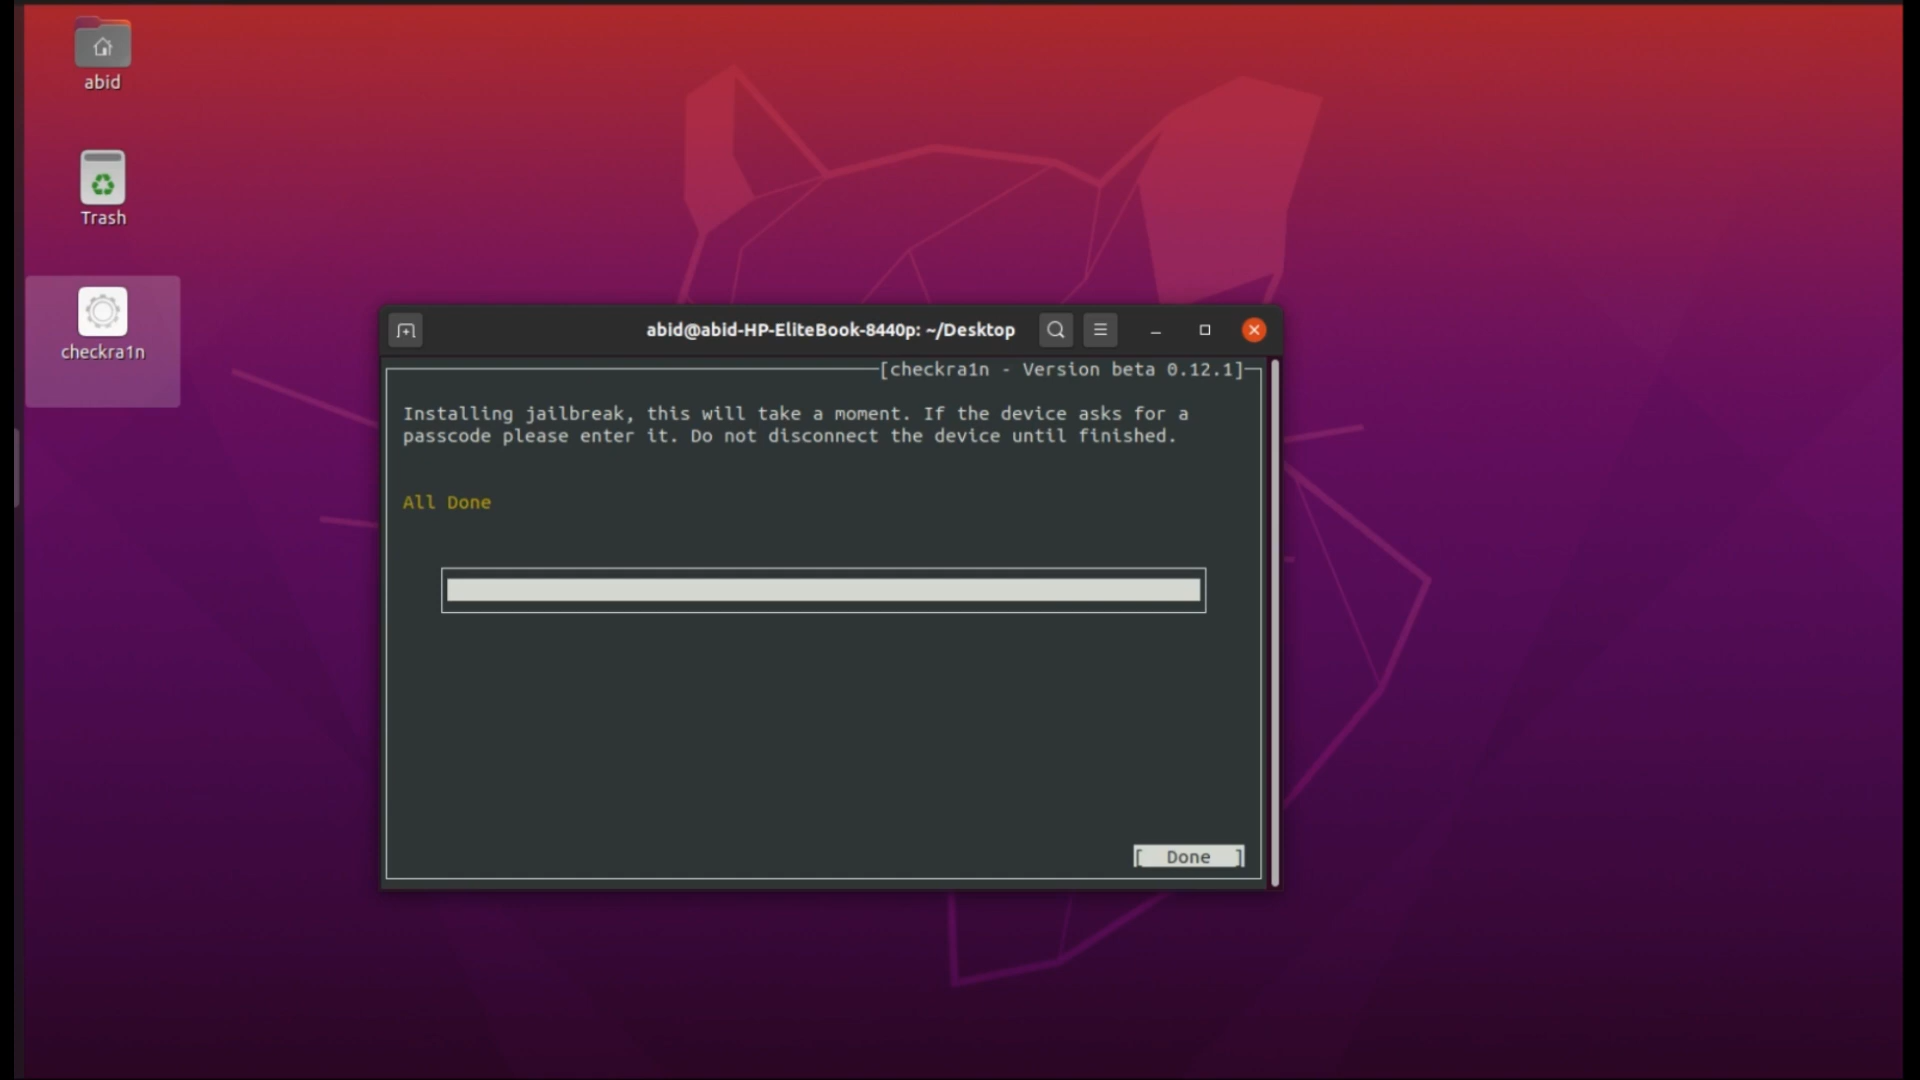 abid
Trash
checkra1n
abid@abid-HP-EliteBook-8440p: ~/Desktop
[checkra1n - Version beta 0.12.1]
Installing jailbreak, this will take a moment. If the device asks for a
passcode please enter it. Do not disconnect the device until finished.
All Done
[ Done ]